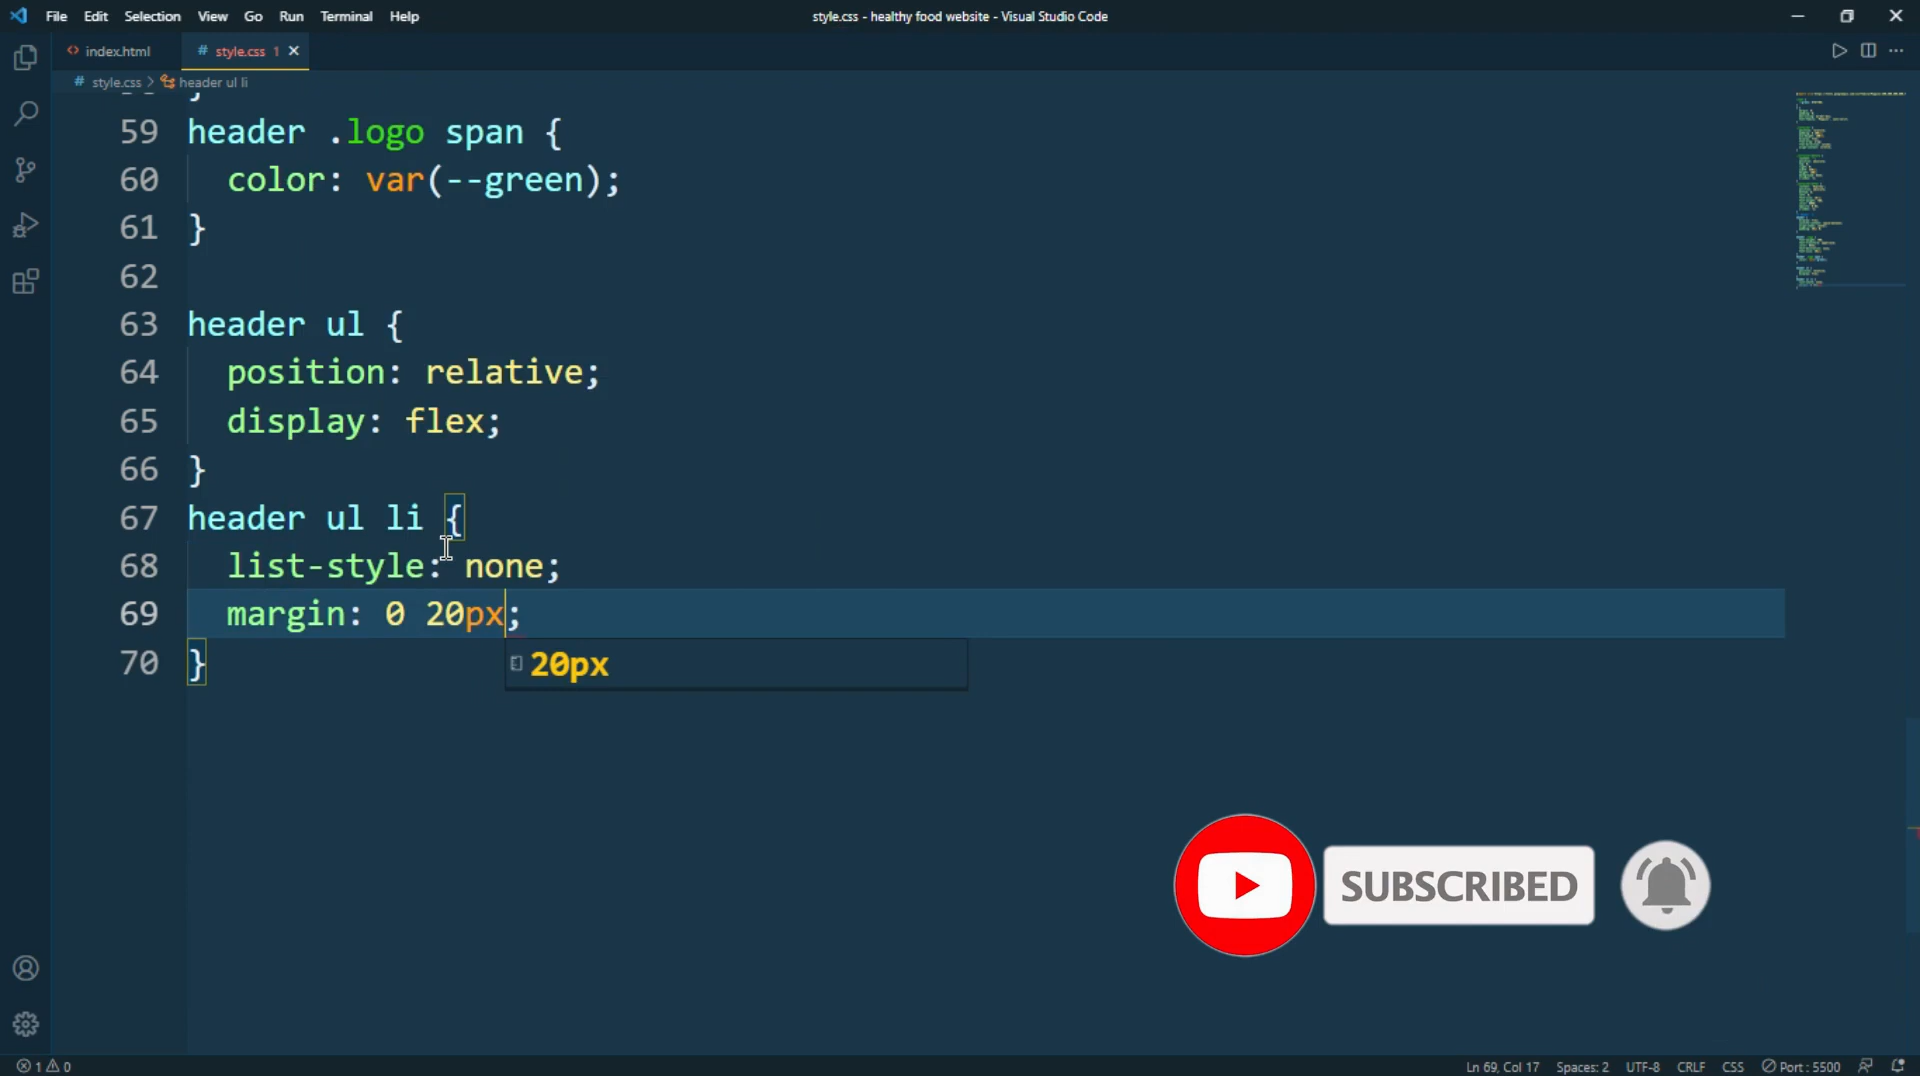 File Edit Selection View Go Run Terminal Help
style.css - healthy food website - Visual Studio Code
index.html
# style.css 1
# style.css > header ul li
59 header .logo span {
60   color: var(--green);
61 }
62
63 header ul {
64   position: relative;
65   display: flex;
66 }
67 header ul li {
68   list-style: none;
69   margin: 0 20px;
70 }
20px
SUBSCRIBED
1 0
Ln 69, Col 17 Spaces: 2 UTF-8 CRLF CSS Port : 5500